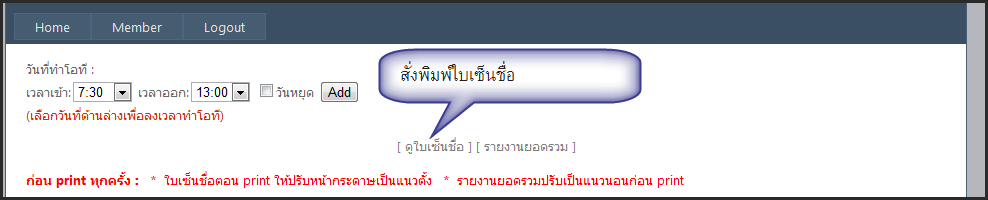 Home Member Logout
วันที่ทำโอที :
สั่งพิมพ์ใบเซ็นชื่อ
เวลาเข้า: 7:30 เวลาออก: 13:00 วันหยุด Add
(เลือกวันที่ด้านล่างเพื่อลงเวลาทำโอที)
[ ดูใบเซ็นชื่อ ] [ รายงานยอดรวม ]
ก่อน print ทุกครั้ง : * ใบเซ็นชื่อตอน print ให้ปรับหน้ากระดาษเป็นแนวตั้ง * รายงานยอดรวมปรับเป็นแนวนอนก่อน print